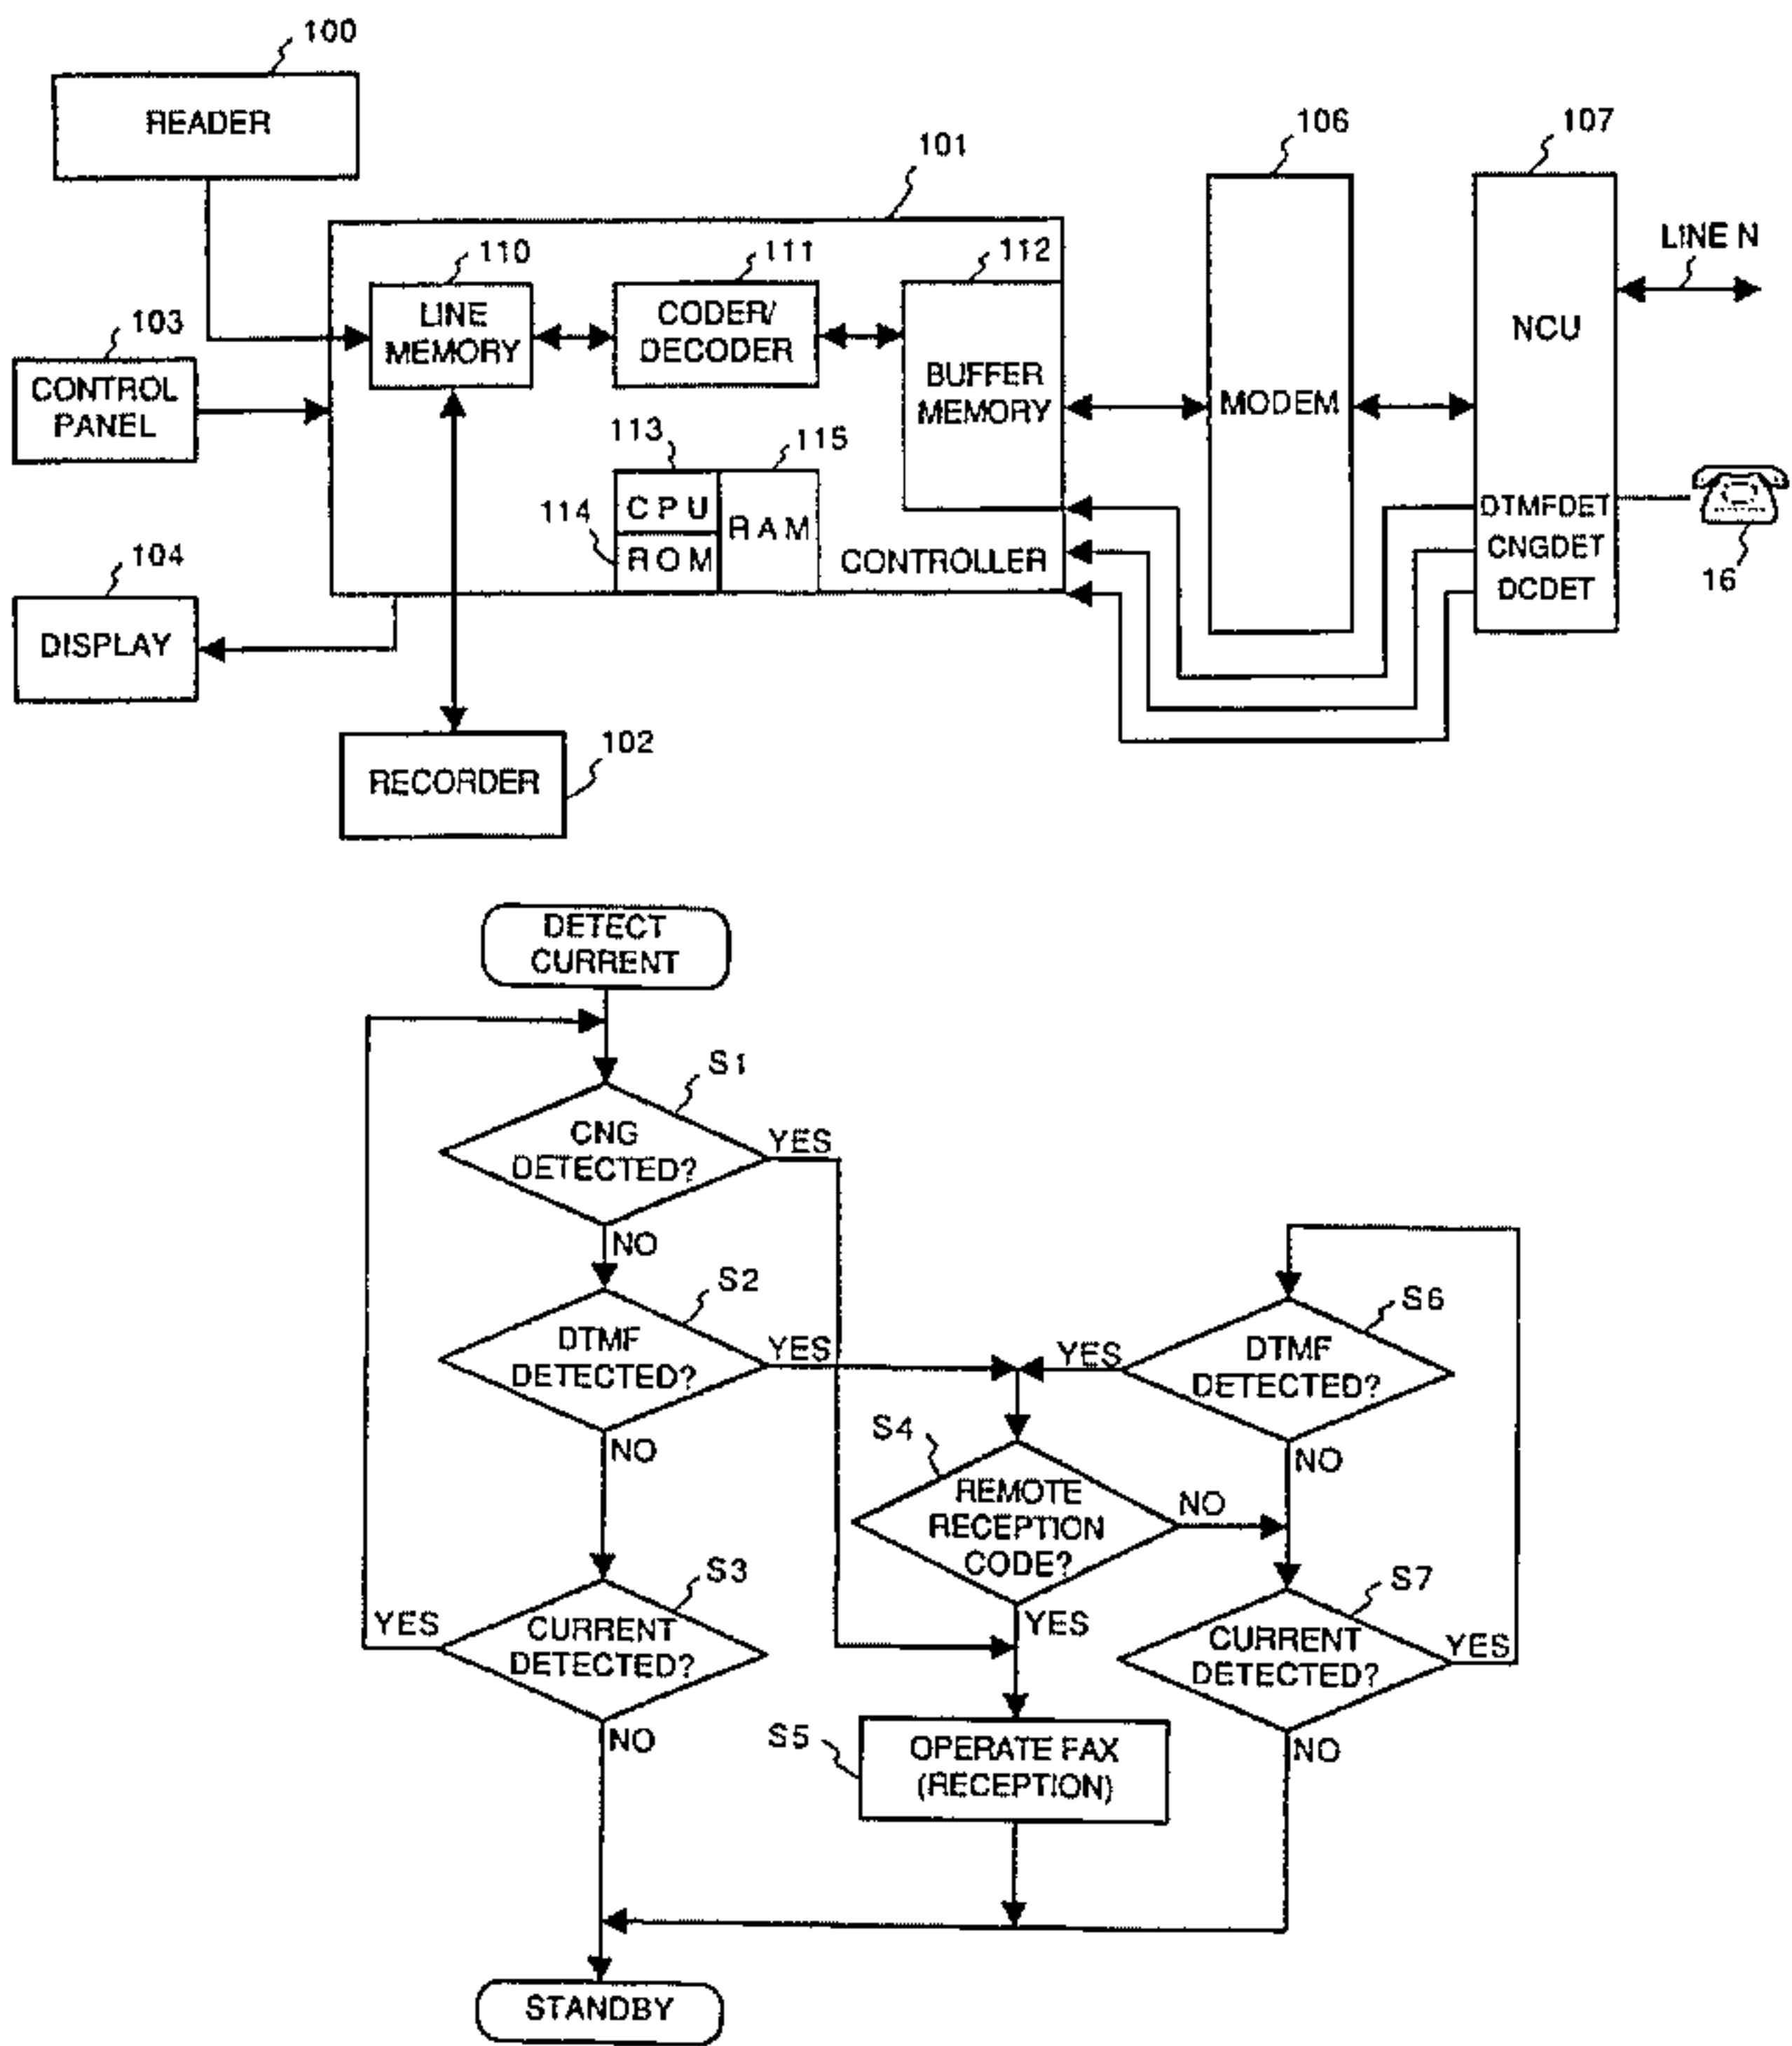 100
READER
101
106
107
110
111
112
LINE N
LINE
MEMORY
CODER/
DECODER
BUFFER
MEMORY
MODEM
NCU
103
CONTROL
PANEL
113
115
CPU
114
ROM
RAM
CONTROLLER
DTMFDET
CNGDET
DCDET
16
104
DISPLAY
102
RECORDER
DETECT
CURRENT
S1
CNG
DETECTED?
YES
NO
S2
DTMF
DETECTED?
YES
NO
S6
DTMF
DETECTED?
YES
NO
S4
REMOTE
RECEPTION
CODE?
NO
YES
S3
CURRENT
DETECTED?
YES
NO
S7
CURRENT
DETECTED?
YES
NO
S5
OPERATE FAX
(RECEPTION)
STANDBY